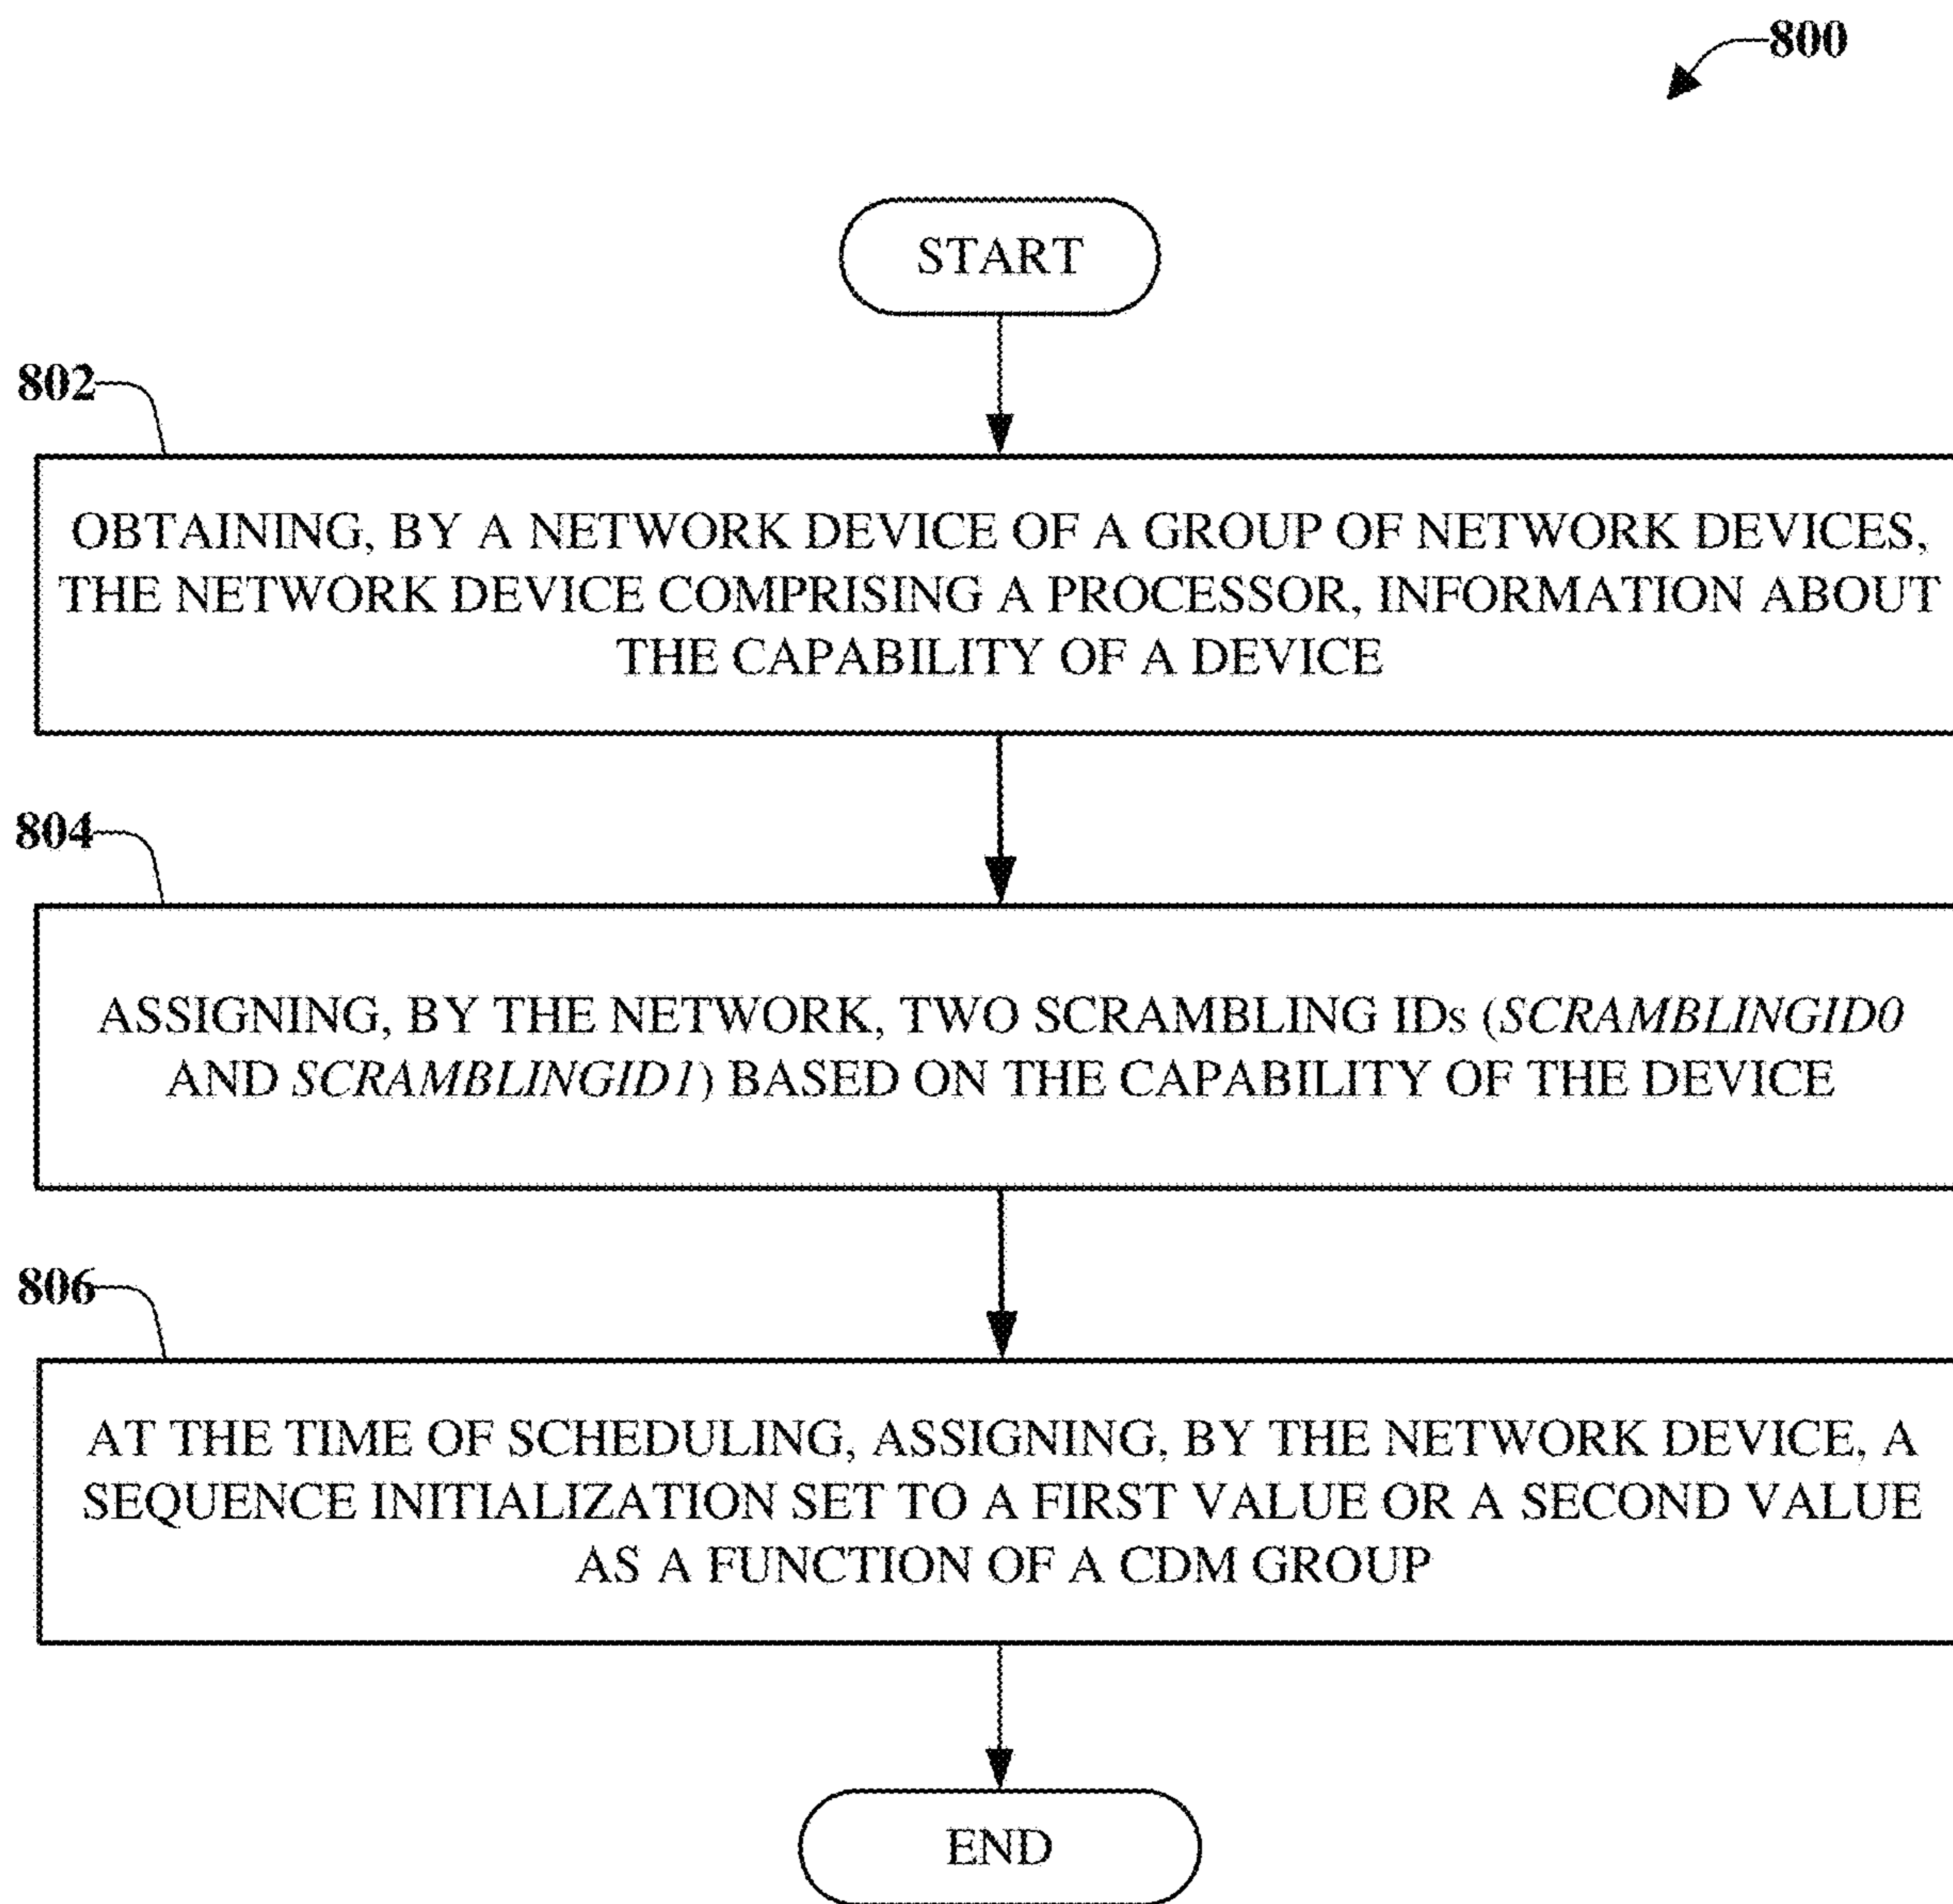 800
START
802
OBTAINING, BY A NETWORK DEVICE OF A GROUP OF NETWORK DEVICES,
THE NETWORK DEVICE COMPRISING A PROCESSOR, INFORMATION ABOUT
THE CAPABILITY OF A DEVICE
804
ASSIGNING, BY THE NETWORK, TWO SCRAMBLING IDs (SCRAMBLINGID0
AND SCRAMBLINGID1) BASED ON THE CAPABILITY OF THE DEVICE
806
AT THE TIME OF SCHEDULING, ASSIGNING, BY THE NETWORK DEVICE, A
SEQUENCE INITIALIZATION SET TO A FIRST VALUE OR A SECOND VALUE
AS A FUNCTION OF A CDM GROUP
END